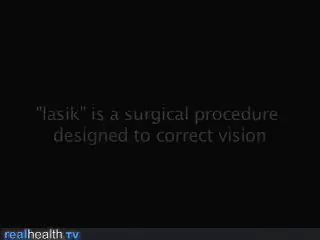 "lasik" is a surgical procedure
designed to correct vision
realhealth.TV